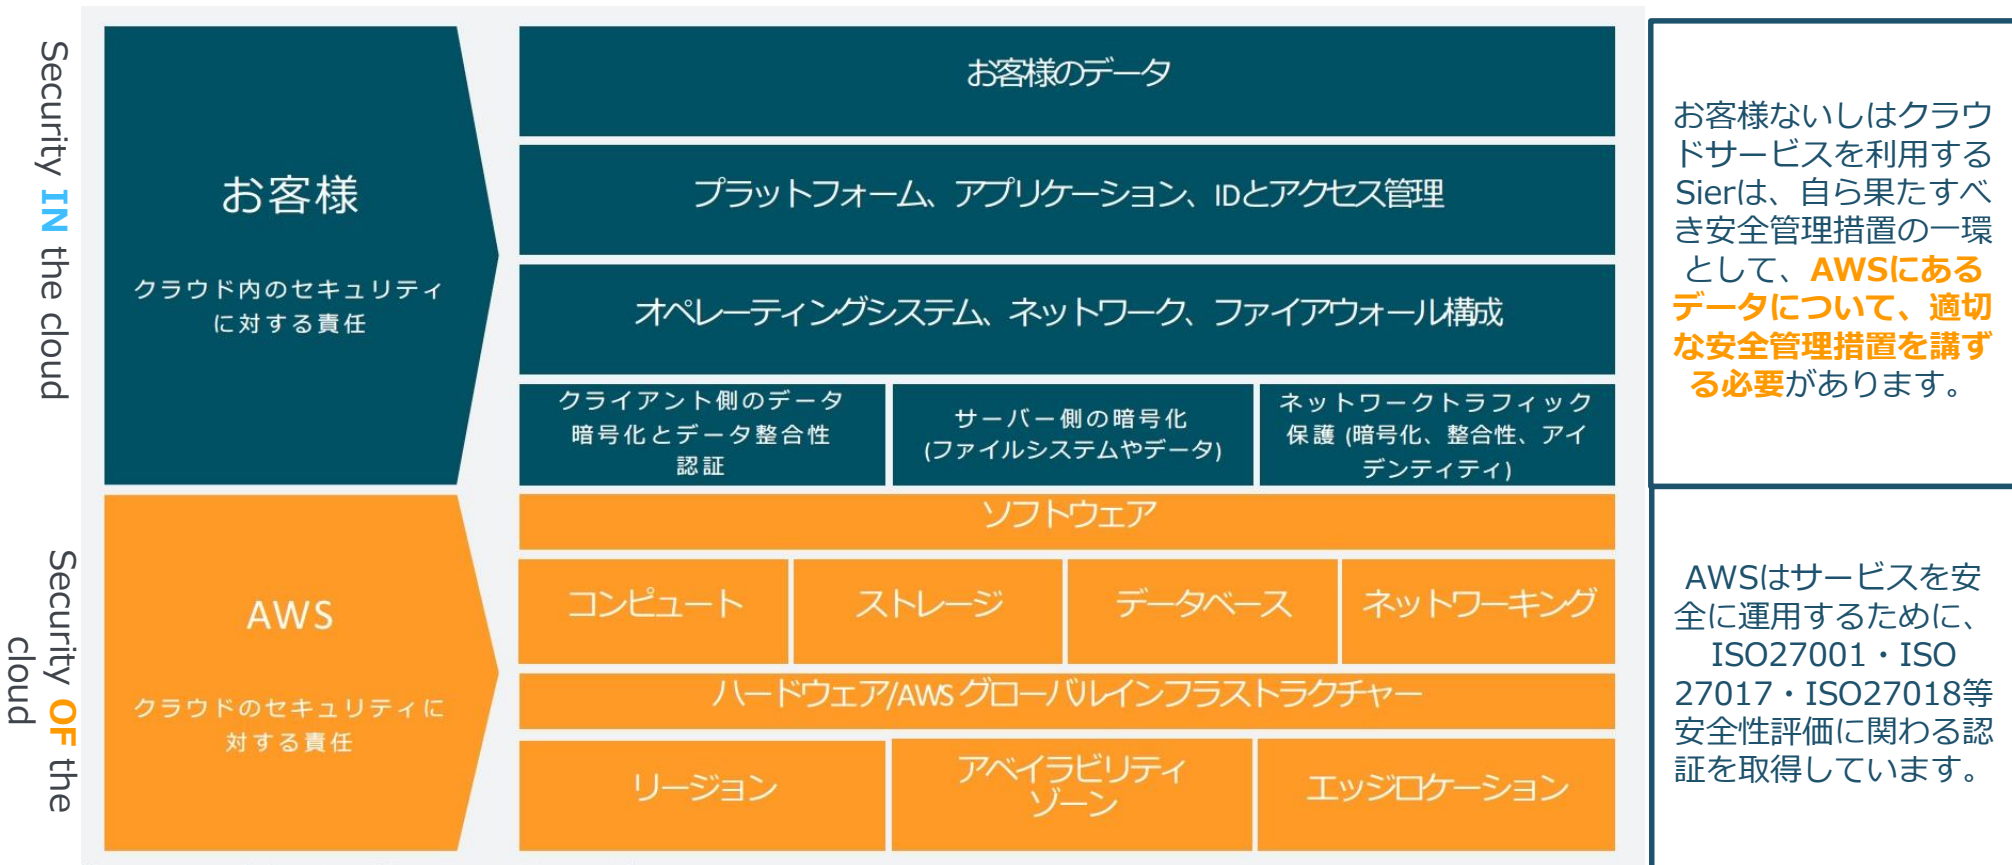 Security IN the cloud
お客様
クラウド内のセキュリティ
に対する責任
お客様のデータ
プラットフォーム、アプリケーション、IDとアクセス管理
オペレーティングシステム、ネットワーク、ファイアウォール構成
クライアント側のデータ
暗号化とデータ整合性
認証
サーバー側の暗号化
(ファイルシステムやデータ)
ネットワークトラフィック
保護 (暗号化、整合性、アイ
デンティティ)
お客様ないしはクラウ
ドサービスを利用する
Sierは、自ら果たすべ
き安全管理措置の一環
として、AWSにある
データについて、適切
な安全管理措置を講ず
る必要があります。
Security OF the
cloud
AWS
クラウドのセキュリティに
対する責任
ソフトウェア
コンピュート
ストレージ
データベース
ネットワーキング
ハードウェア/AWS グローバルインフラストラクチャー
リージョン
アベイラビリティ
ゾーン
エッジロケーション
AWSはサービスを安
全に運用するために、
ISO27001・ISO
27017・ISO27018等
安全性評価に関わる認
証を取得しています。